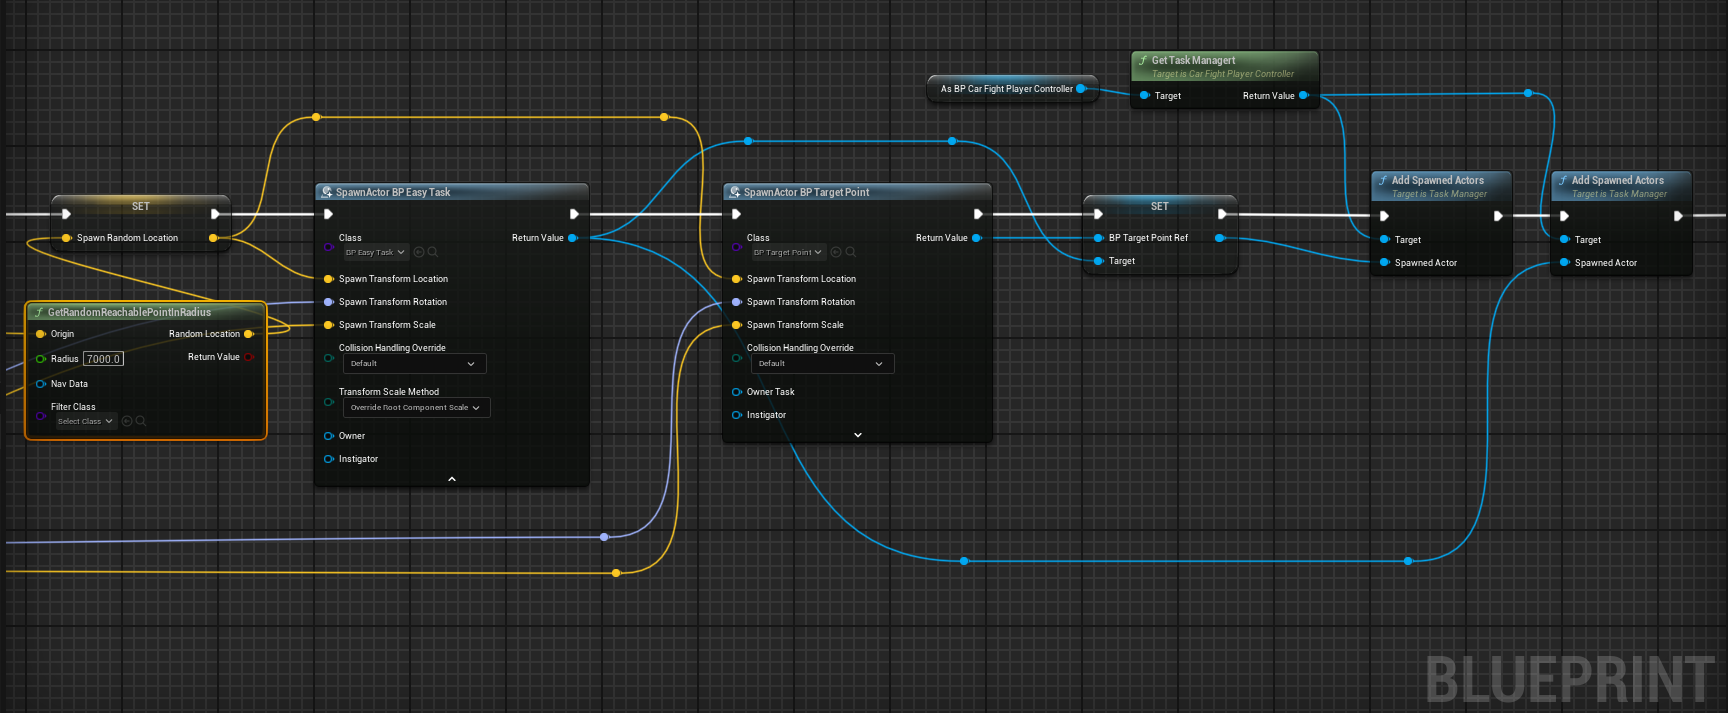 Get Task Managert
Target is Car Fight Player Controller
As BP Car Fight Player Controller
Target
Return Value
SET
Spawn Random Location
GetRandomReachablePointInRadius
Origin
Random Location
Radius
7000.0
Return Value
Nav Data
Filter Class
Select Class
SpawnActor BP Easy Task
Class
Return Value
BP Easy Task
Spawn Transform Location
Spawn Transform Rotation
Spawn Transform Scale
Collision Handling Override
Default
Transform Scale Method
Override Root Component Scale
Owner
Instigator
SpawnActor BP Target Point
Class
Return Value
BP Target Point
Spawn Transform Location
Spawn Transform Rotation
Spawn Transform Scale
Collision Handling Override
Default
Owner Task
Instigator
SET
BP Target Point Ref
Target
Add Spawned Actors
Target is Task Manager
Target
Spawned Actor
Add Spawned Actors
Target is Task Manager
Target
Spawned Actor
BLUEPRINT